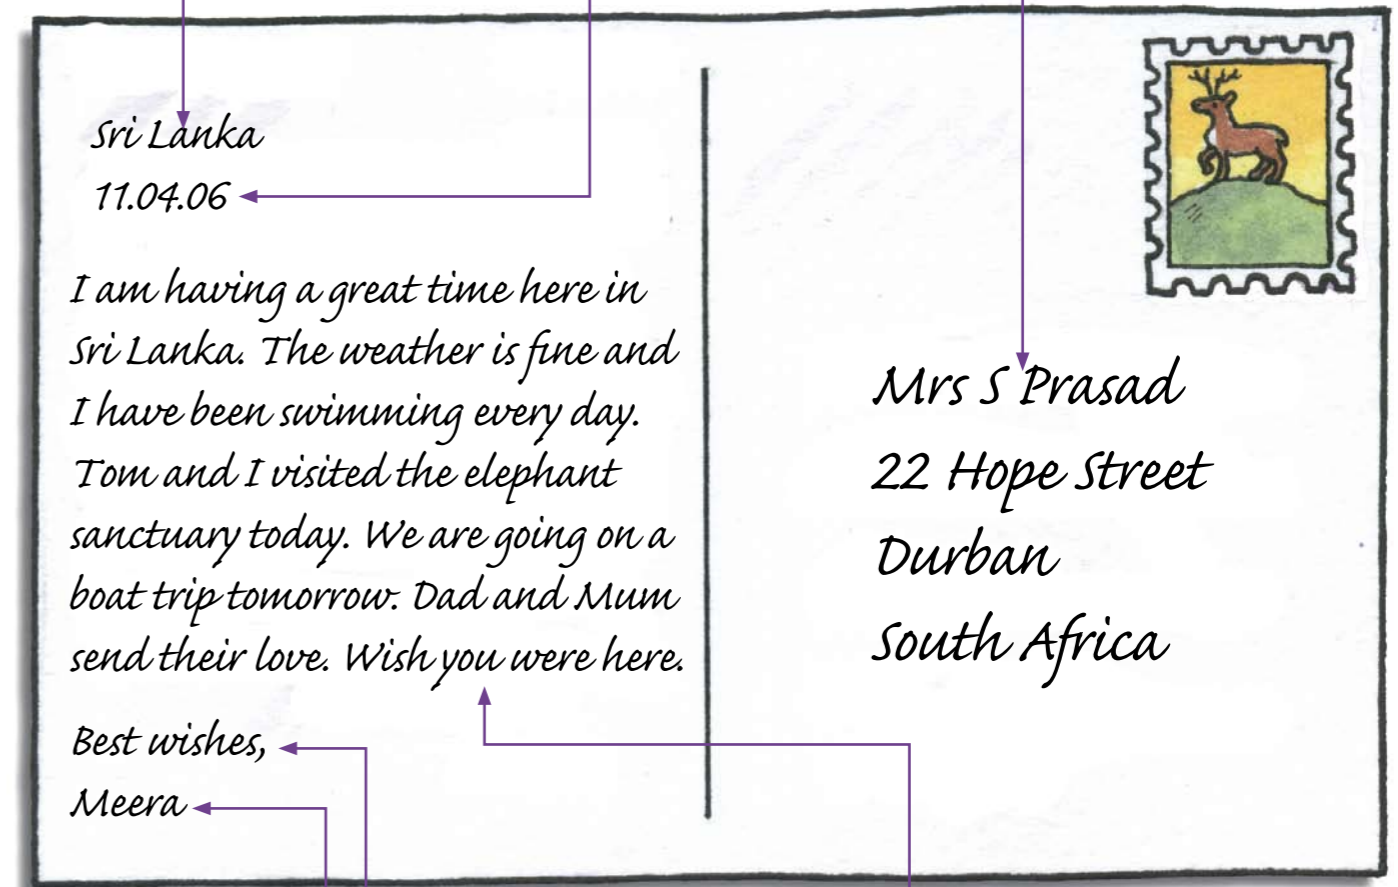 Sri Lanka
11.04.06
I am having a great time here in
Sri Lanka. The weather is fine and
I have been swimming every day.
Tom and I visited the elephant
sanctuary today. We are going on a
boat trip tomorrow. Dad and Mum
send their love. Wish you were here.
Best wishes,
Meera
Mrs S Prasad
22 Hope Street
Durban
South Africa